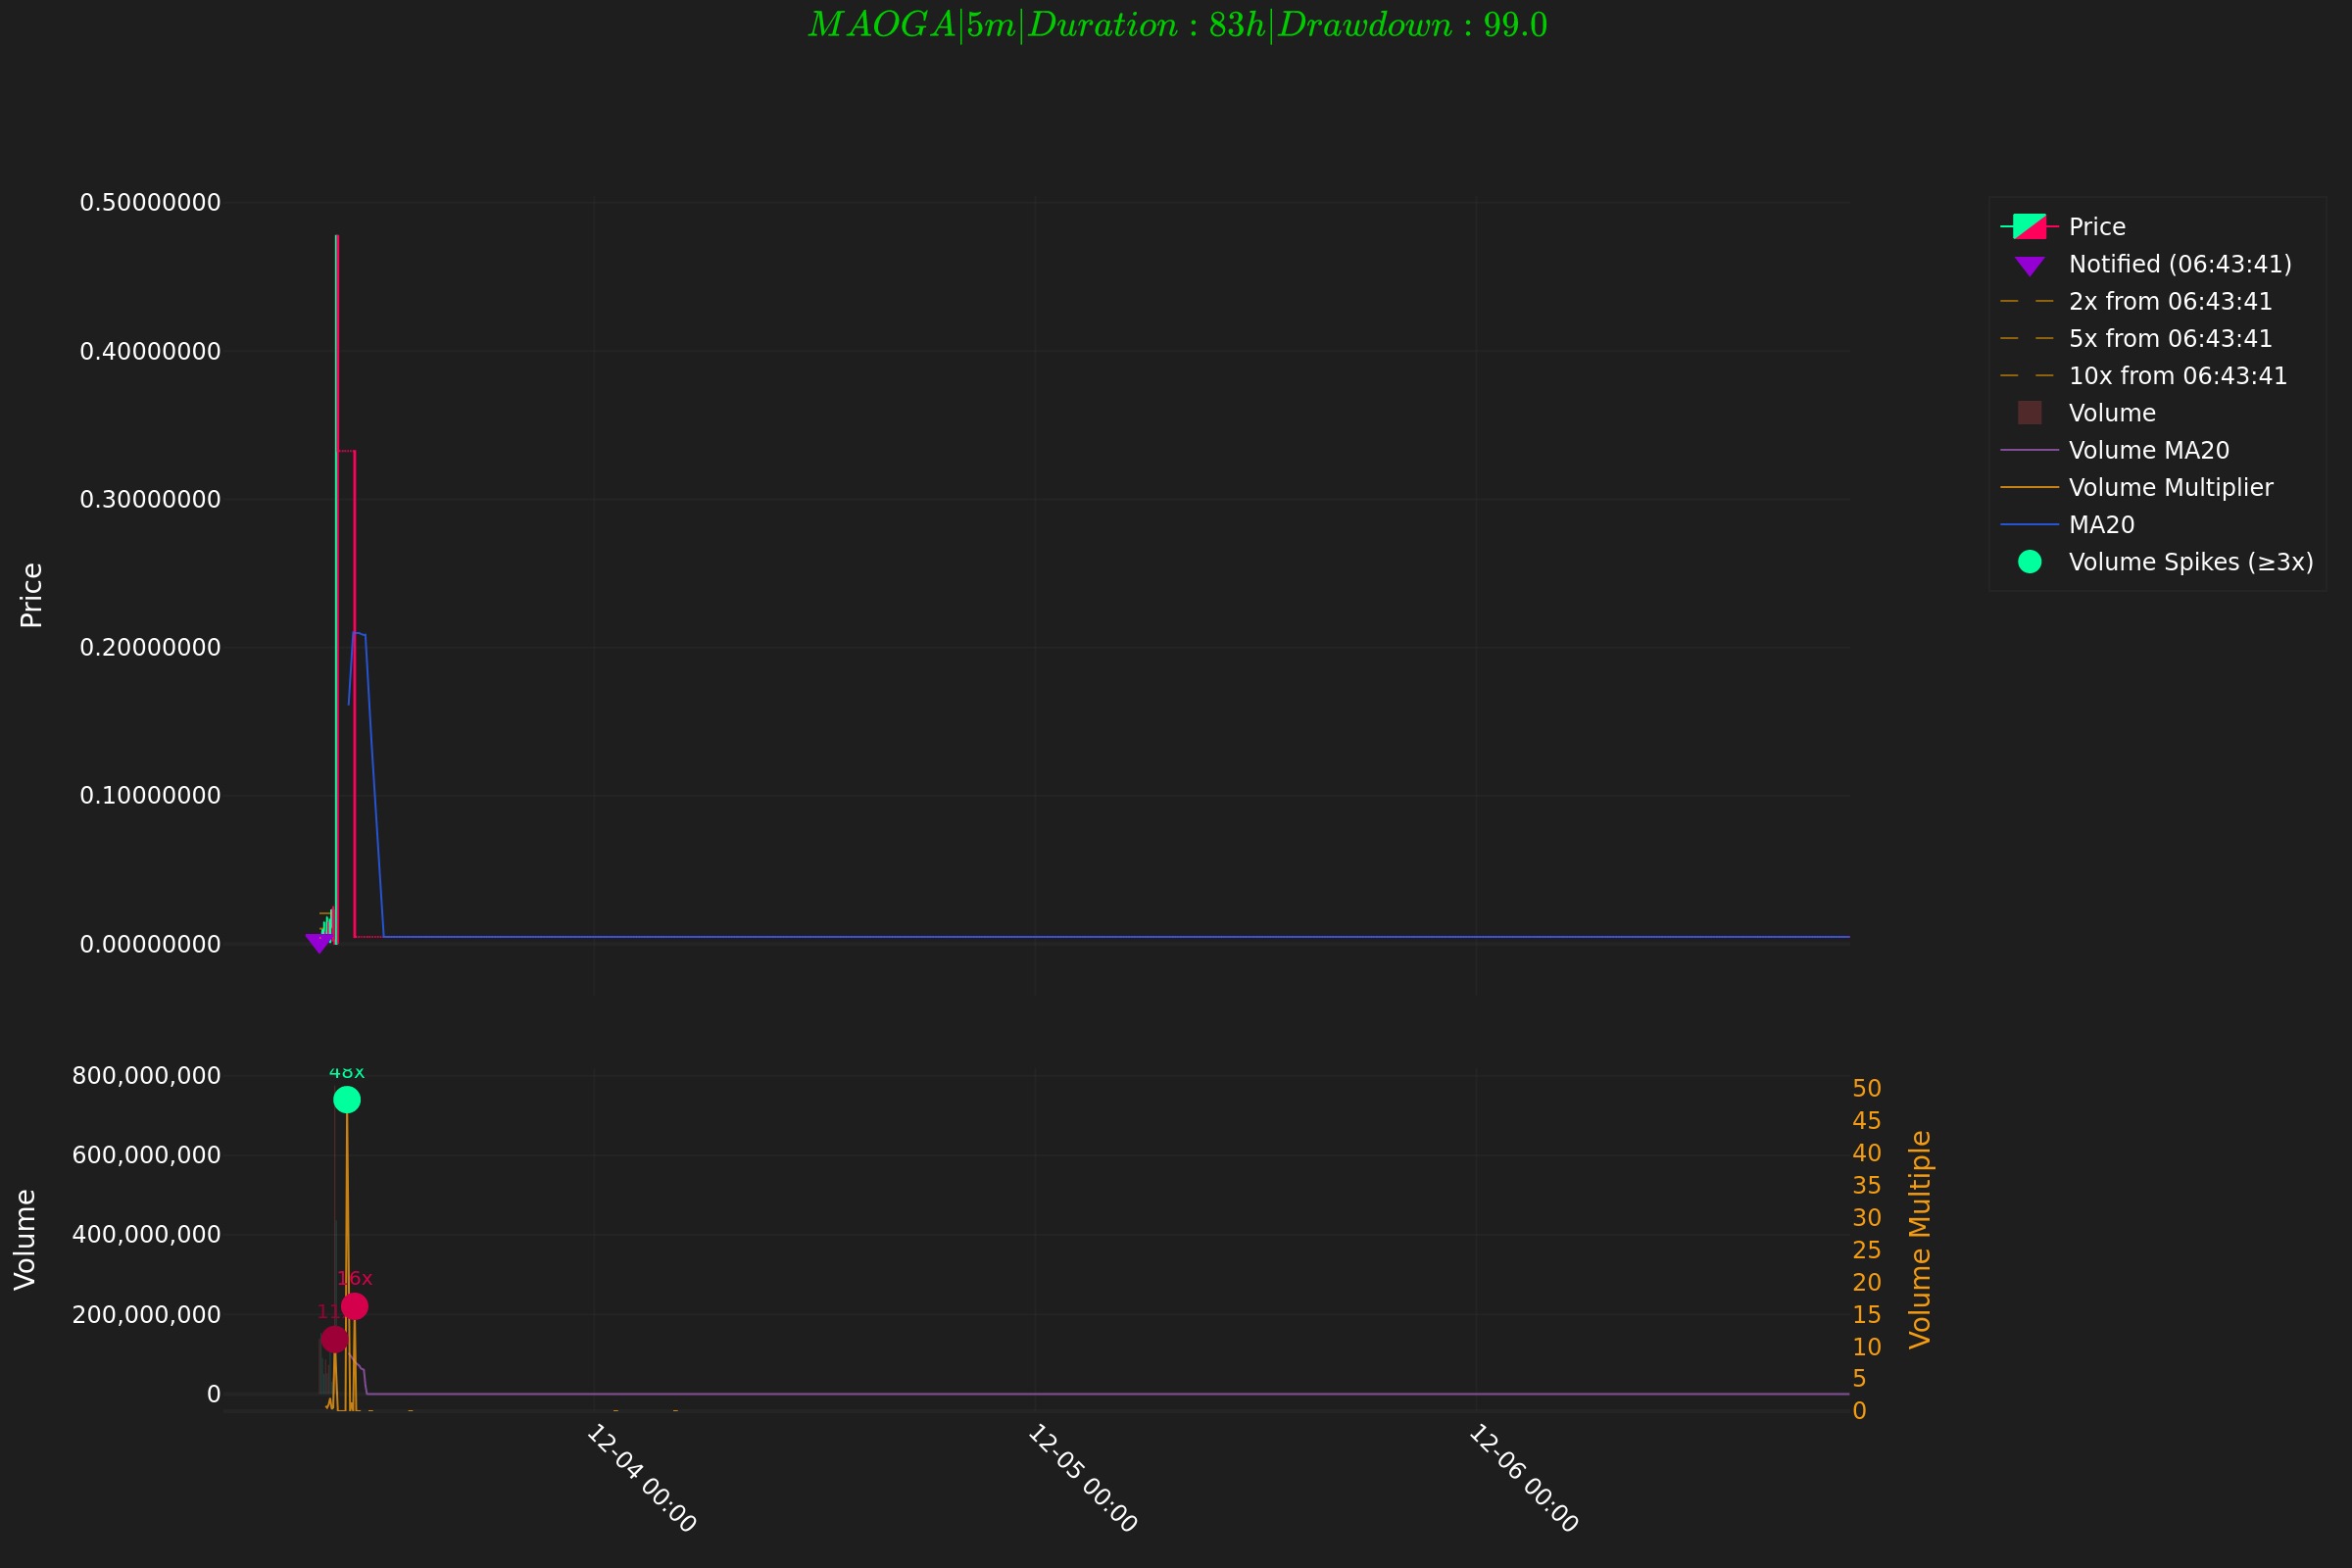 MAOGA|5m|Duration : 83h|Drawdown : 99.0
0.50000000
0.40000000
0.30000000
0.20000000
0.10000000
0.00000000
Price
Price
Notified (06:43:41)
2x from 06:43:41
5x from 06:43:41
10x from 06:43:41
Volume
Volume MA20
Volume Multiplier
MA20
Volume Spikes (≥3x)
800,000,000
600,000,000
400,000,000
200,000,000
0
Volume
48x
16x
50
45
40
35
30
25
20
15
10
5
0
Volume Multiple
12-04 00:00
12-05 00:00
12-06 00:00